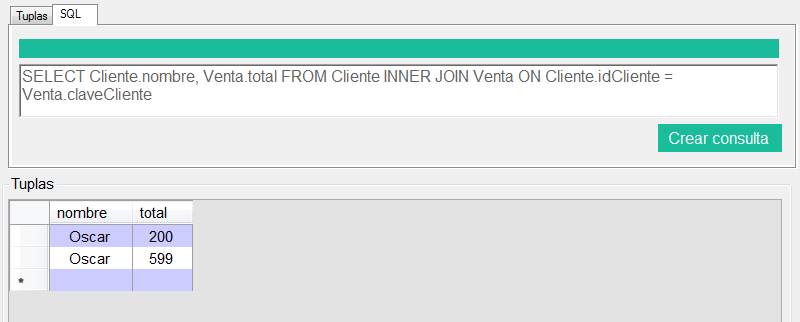 Tuplas SQL
SELECT Cliente.nombre, Venta.total FROM Cliente INNER JOIN Venta ON Cliente.idCliente =
Venta.claveCliente
Crear consulta
Tuplas
nombre total
Oscar 200
Oscar 599
*